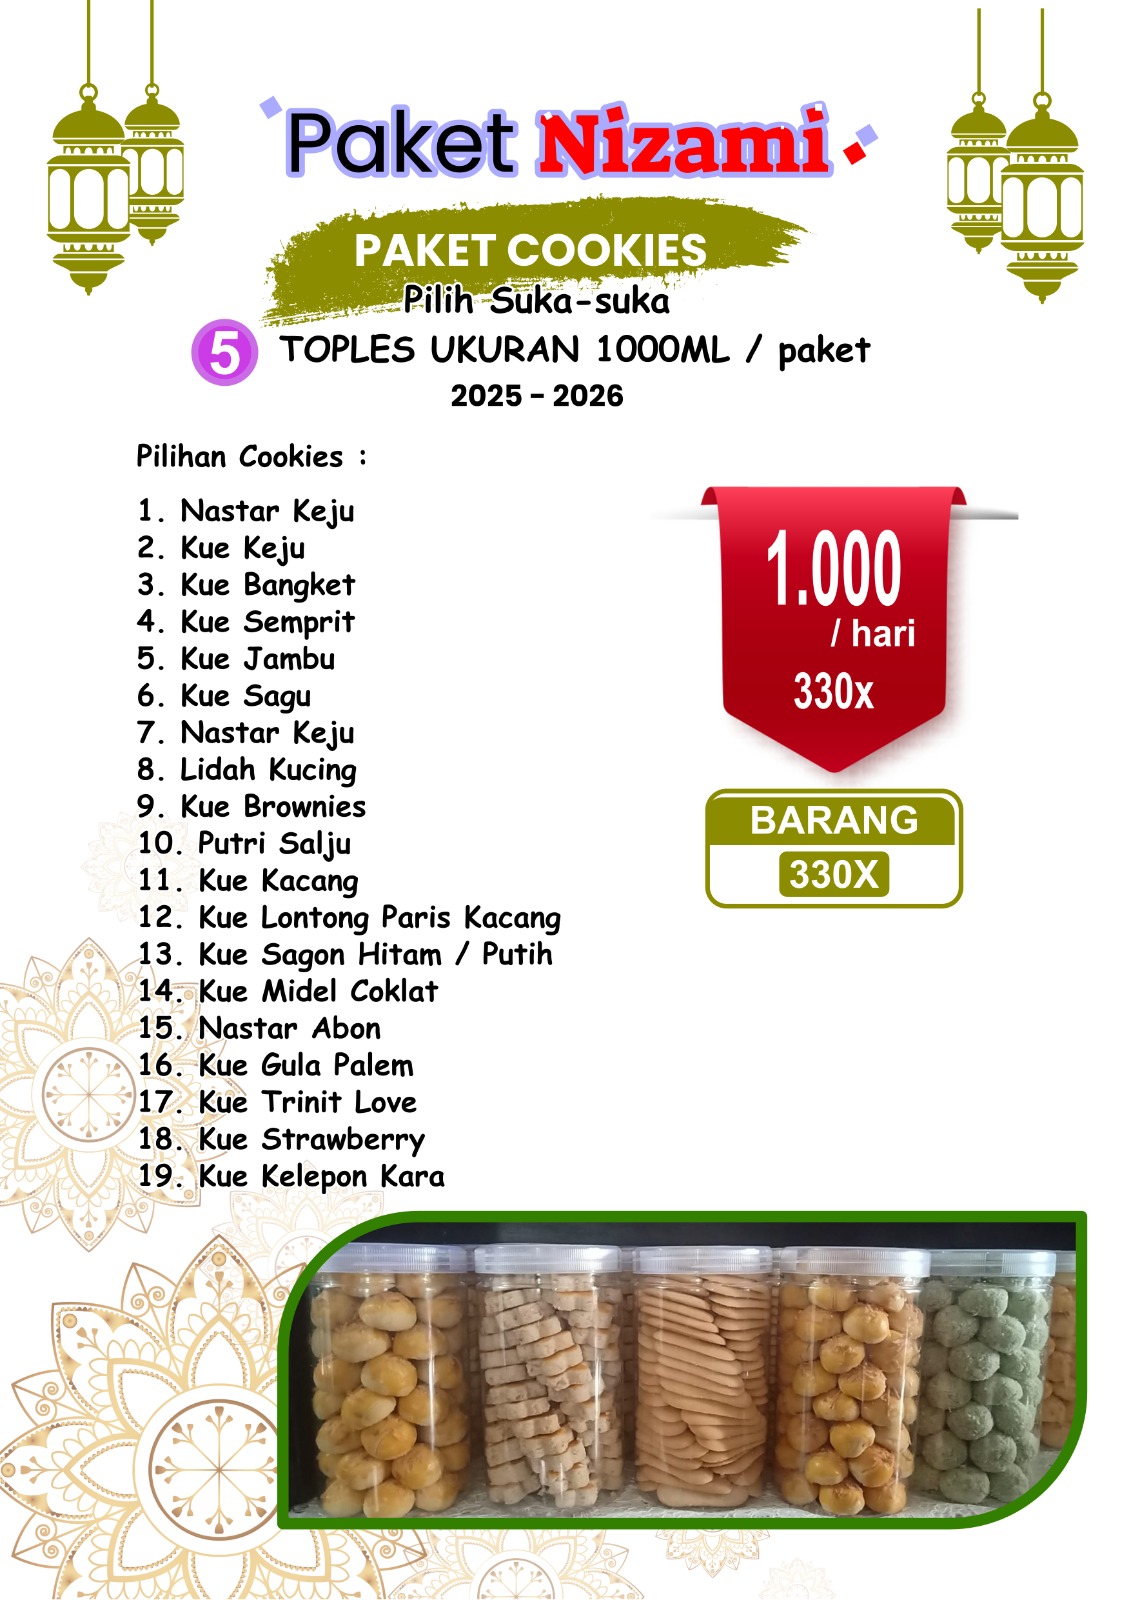 Paket Nizami
PAKET COOKIES
Pilih Suka-suka
5 TOPLES UKURAN 1000ML / paket
2025 - 2026
Pilihan Cookies :
1. Nastar Keju
2. Kue Keju
3. Kue Bangket
4. Kue Semprit
5. Kue Jambu
6. Kue Sagu
7. Nastar Keju
8. Lidah Kucing
9. Kue Brownies
10. Putri Salju
11. Kue Kacang
12. Kue Lontong Paris Kacang
13. Kue Sagon Hitam / Putih
14. Kue Midel Coklat
15. Nastar Abon
16. Kue Gula Palem
17. Kue Trinit Love
18. Kue Strawberry
19. Kue Kelepon Kara
1.000
/ hari
330x
BARANG
330X